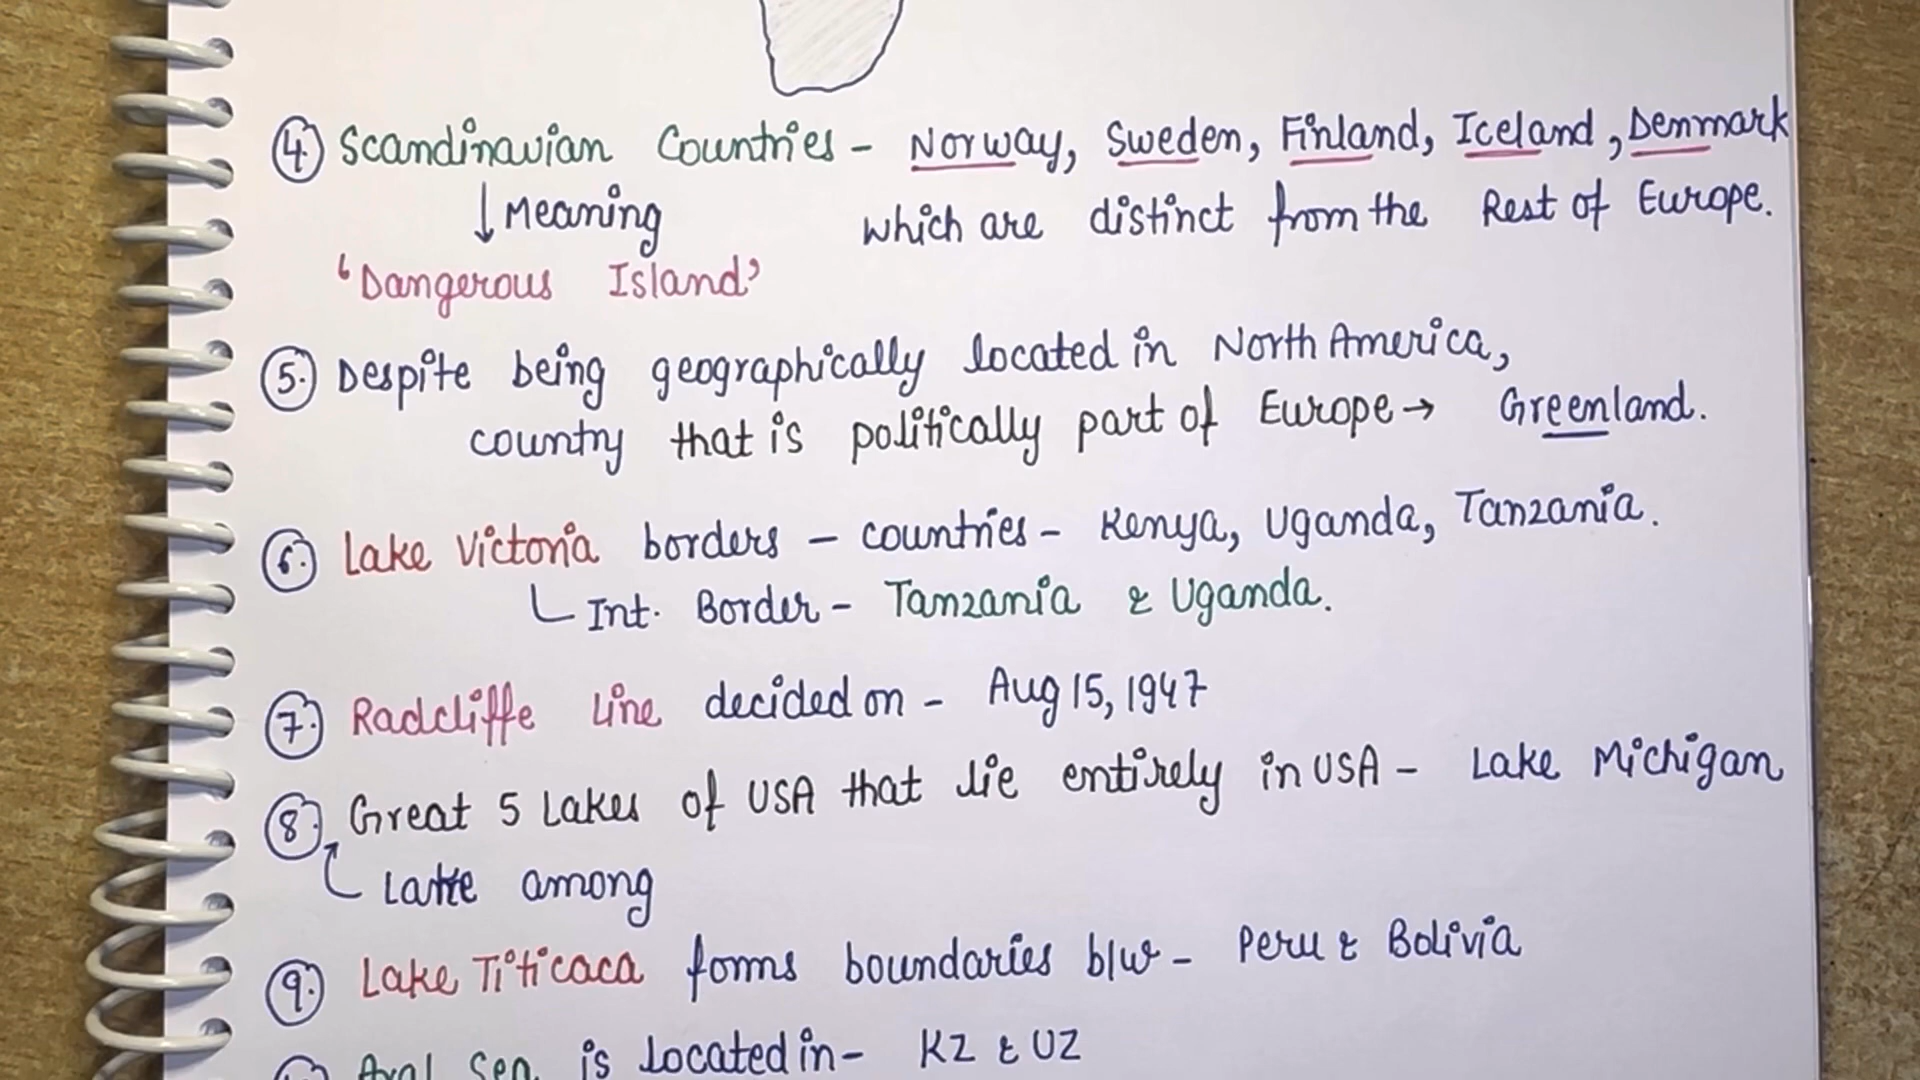 4. Scandinavian Countries - Norway, Sweden, Finland, Iceland, Denmark
↓ Meaning which are distinct from the Rest of Europe.
'Dangerous Island'
5. Despite being geographically located in North America,
country that is politically part of Europe → Greenland.
6. Lake Victoria borders - countries - Kenya, Uganda, Tanzania.
Int. Border - Tanzania & Uganda.
7. Radcliffe Line decided on - Aug 15, 1947
8. Great 5 Lakes of USA that lie entirely in USA - Lake Michigan
Lake among
9. Lake Titicaca forms boundaries b/w - Peru & Bolivia
Aral Sea is located in - KZ & UZ